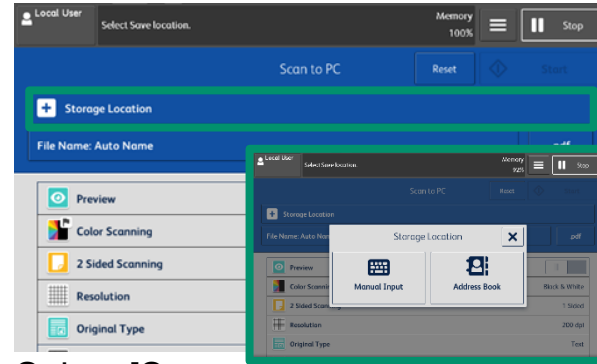 Local User
Select Save location.
Memory
100%
Stop
Scan to PC
Reset
Start
Storage Location
File Name: Auto Name
Preview
Color Scanning
2 Sided Scanning
Resolution
Original Type
Local User
Select Save location.
Memory
92%
Stop
Scan to PC
Reset
Storage Location
File Name: Auto Nam
pdf
Storage Location
Manual Input
Address Book
Preview
Color Scannin
Black & White
2 Sided Scan
1 Sided
Resolution
200 dpi
Original Type
Text